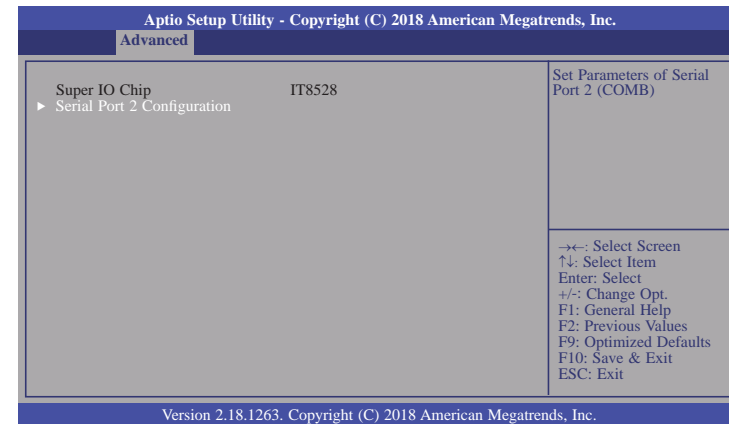 Aptio Setup Utility - Copyright (C) 2018 American Megatrends, Inc.
Advanced
Super IO Chip IT8528
► Serial Port 2 Configuration
Set Parameters of Serial
Port 2 (COMB)
→←: Select Screen
↑↓: Select Item
Enter: Select
+/-: Change Opt.
F1: General Help
F2: Previous Values
F9: Optimized Defaults
F10: Save & Exit
ESC: Exit
Version 2.18.1263. Copyright (C) 2018 American Megatrends, Inc.